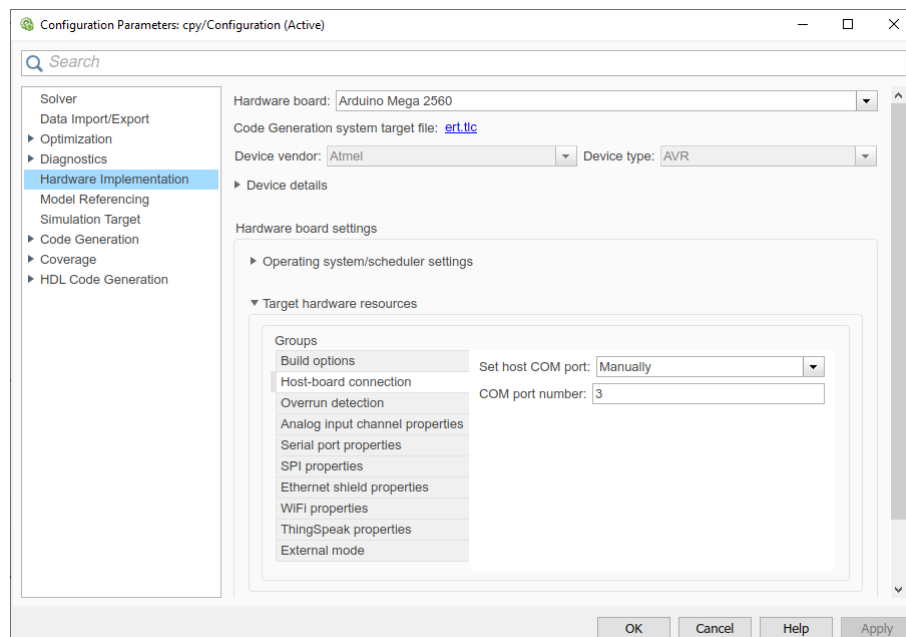 Configuration Parameters: cpy/Configuration (Active)
Search
Solver
Data Import/Export
Optimization
Diagnostics
Hardware Implementation
Model Referencing
Simulation Target
Code Generation
Coverage
HDL Code Generation
Hardware board: Arduino Mega 2560
Code Generation system target file: ert.tlc
Device vendor: Atmel Device type: AVR
Device details
Hardware board settings
Operating system/scheduler settings
Target hardware resources
Groups
Build options
Host-board connection
Overrun detection
Analog input channel properties
Serial port properties
SPI properties
Ethernet shield properties
WiFi properties
ThingSpeak properties
External mode
Set host COM port: Manually
COM port number: 3
OK Cancel Help Apply